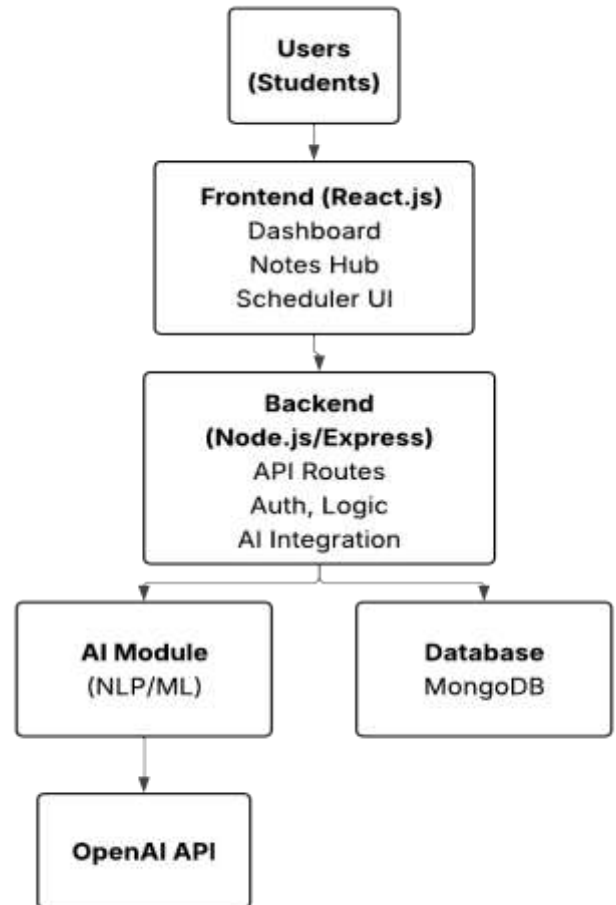 Users
(Students)
Frontend (React.js)
Dashboard
Notes Hub
Scheduler UI
Backend
(Node.js/Express)
API Routes
Auth, Logic
AI Integration
AI Module
(NLP/ML)
Database
MongoDB
OpenAI API